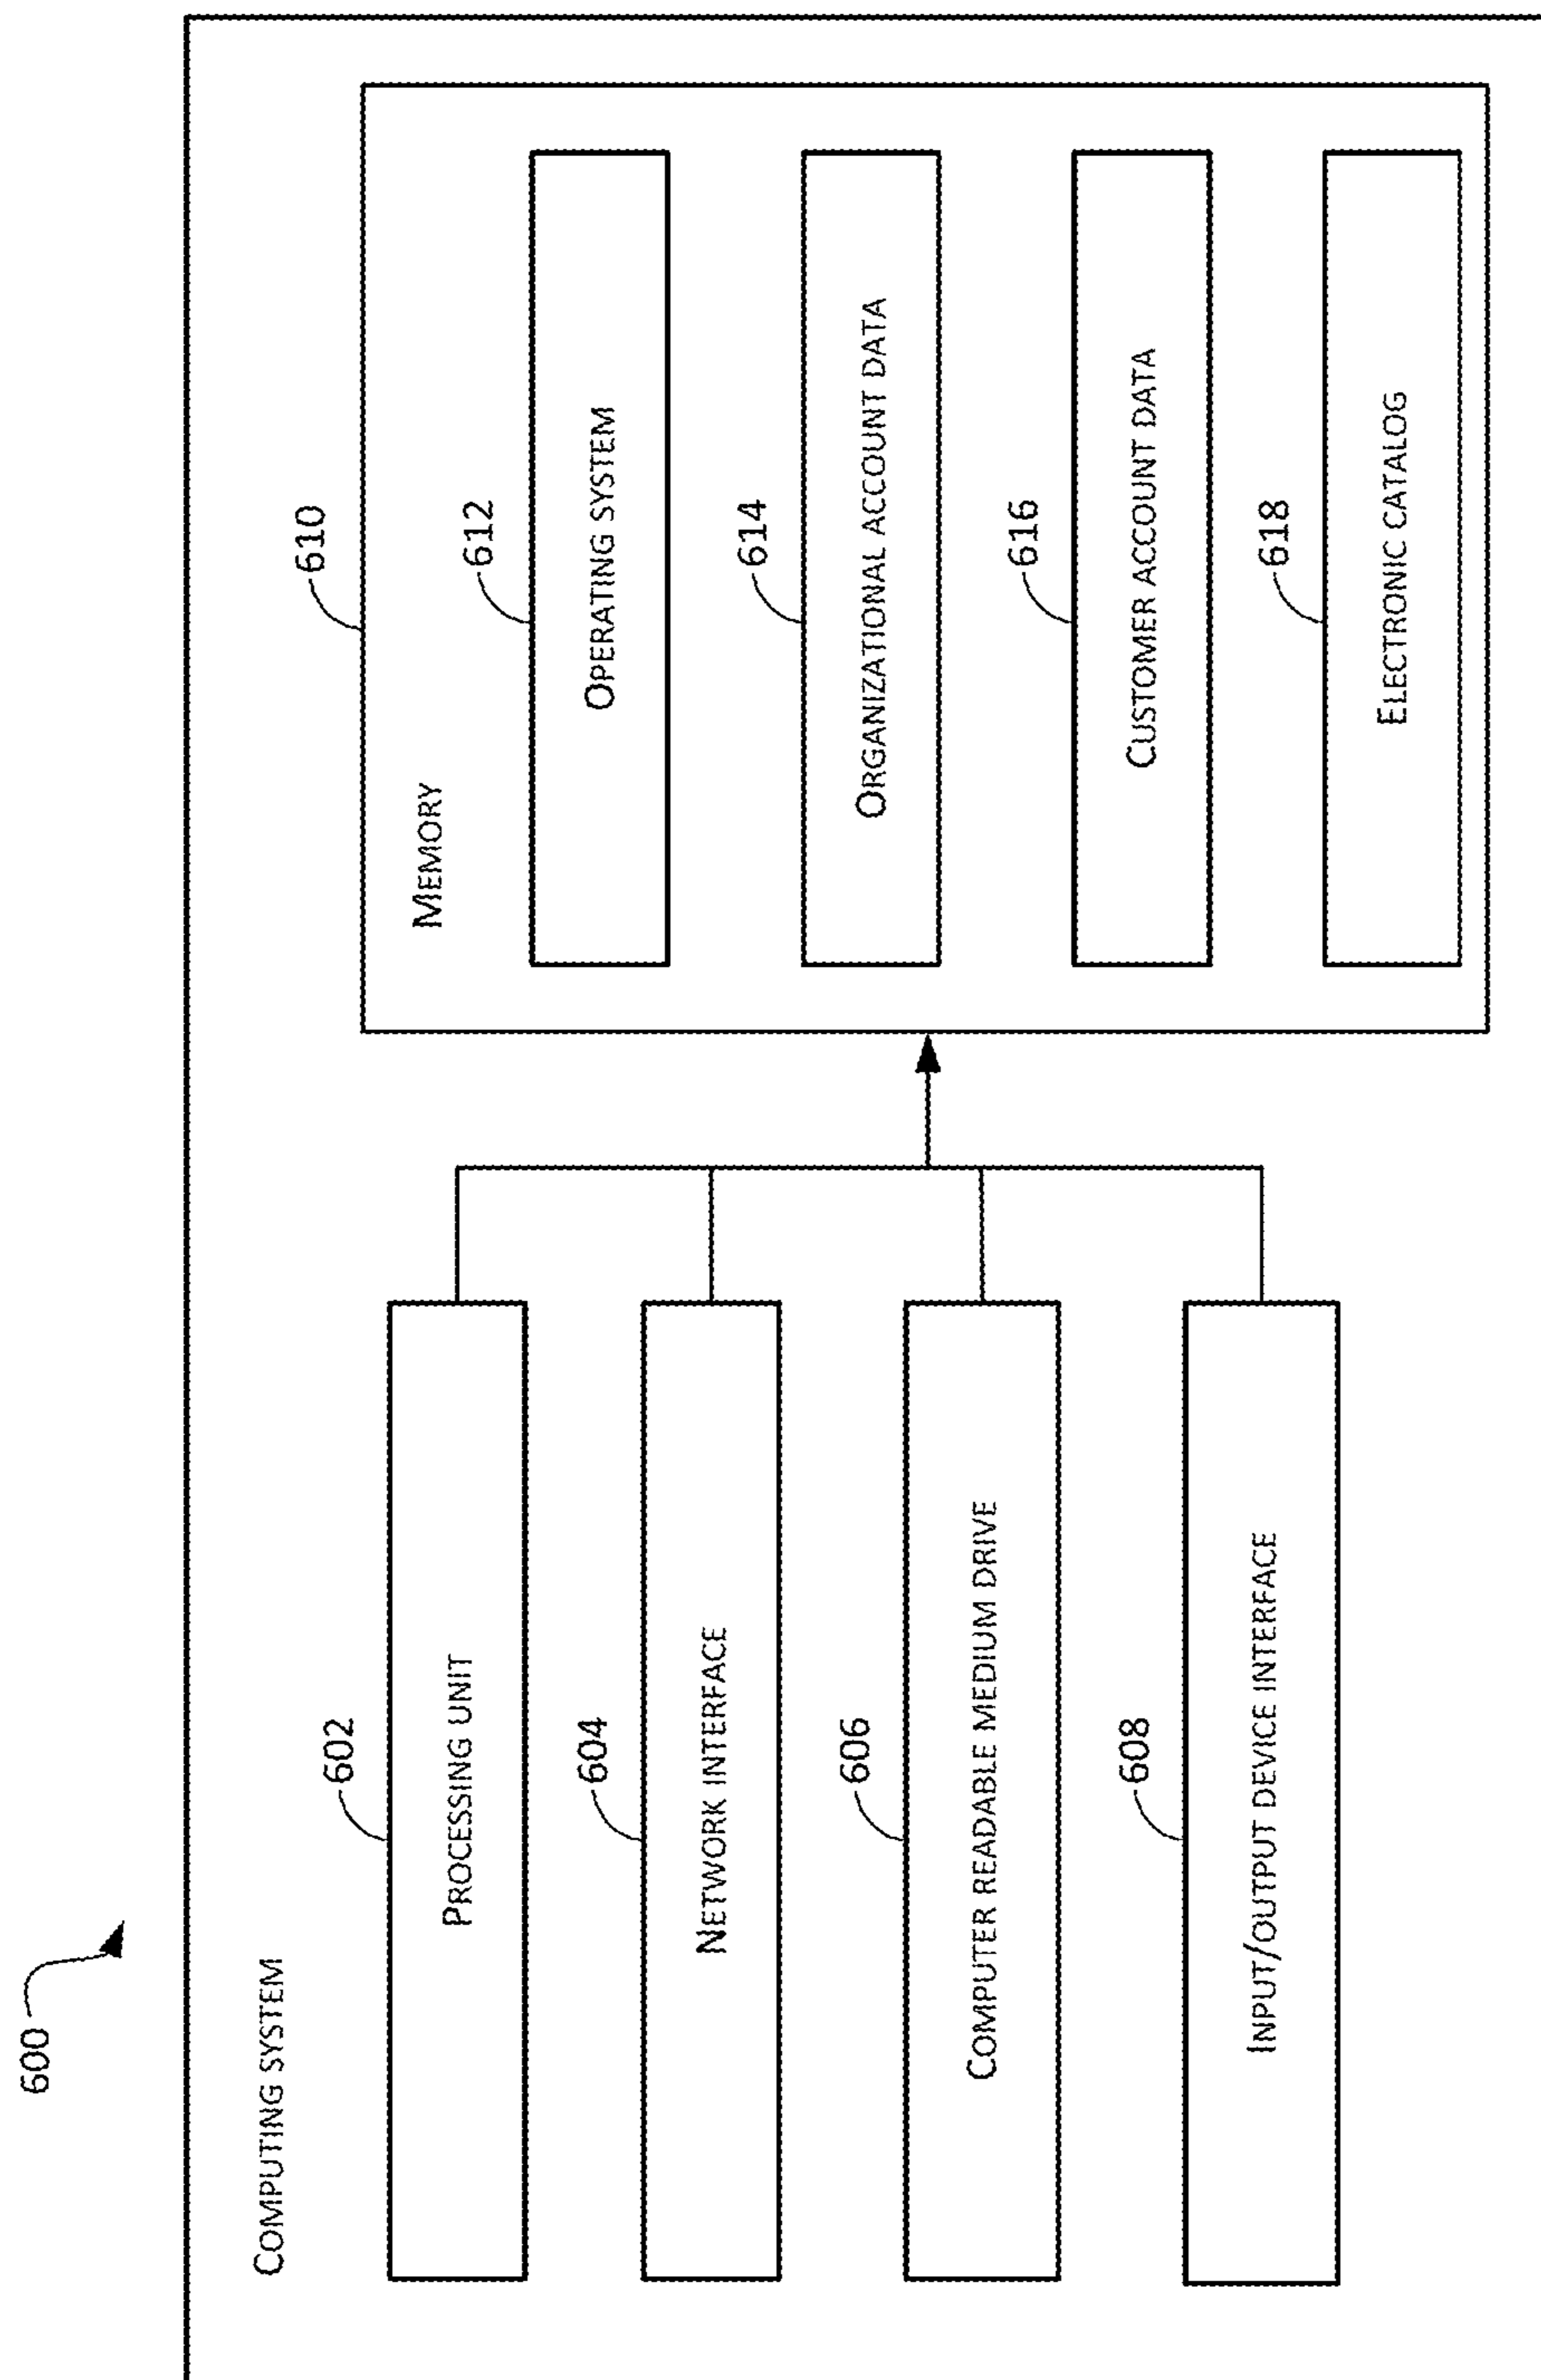 600
COMPUTING SYSTEM
602
PROCESSING UNIT
604
NETWORK INTERFACE
606
COMPUTER READABLE MEDIUM DRIVE
608
INPUT/OUTPUT DEVICE INTERFACE
610
MEMORY
612
OPERATING SYSTEM
614
ORGANIZATIONAL ACCOUNT DATA
616
CUSTOMER ACCOUNT DATA
618
ELECTRONIC CATALOG